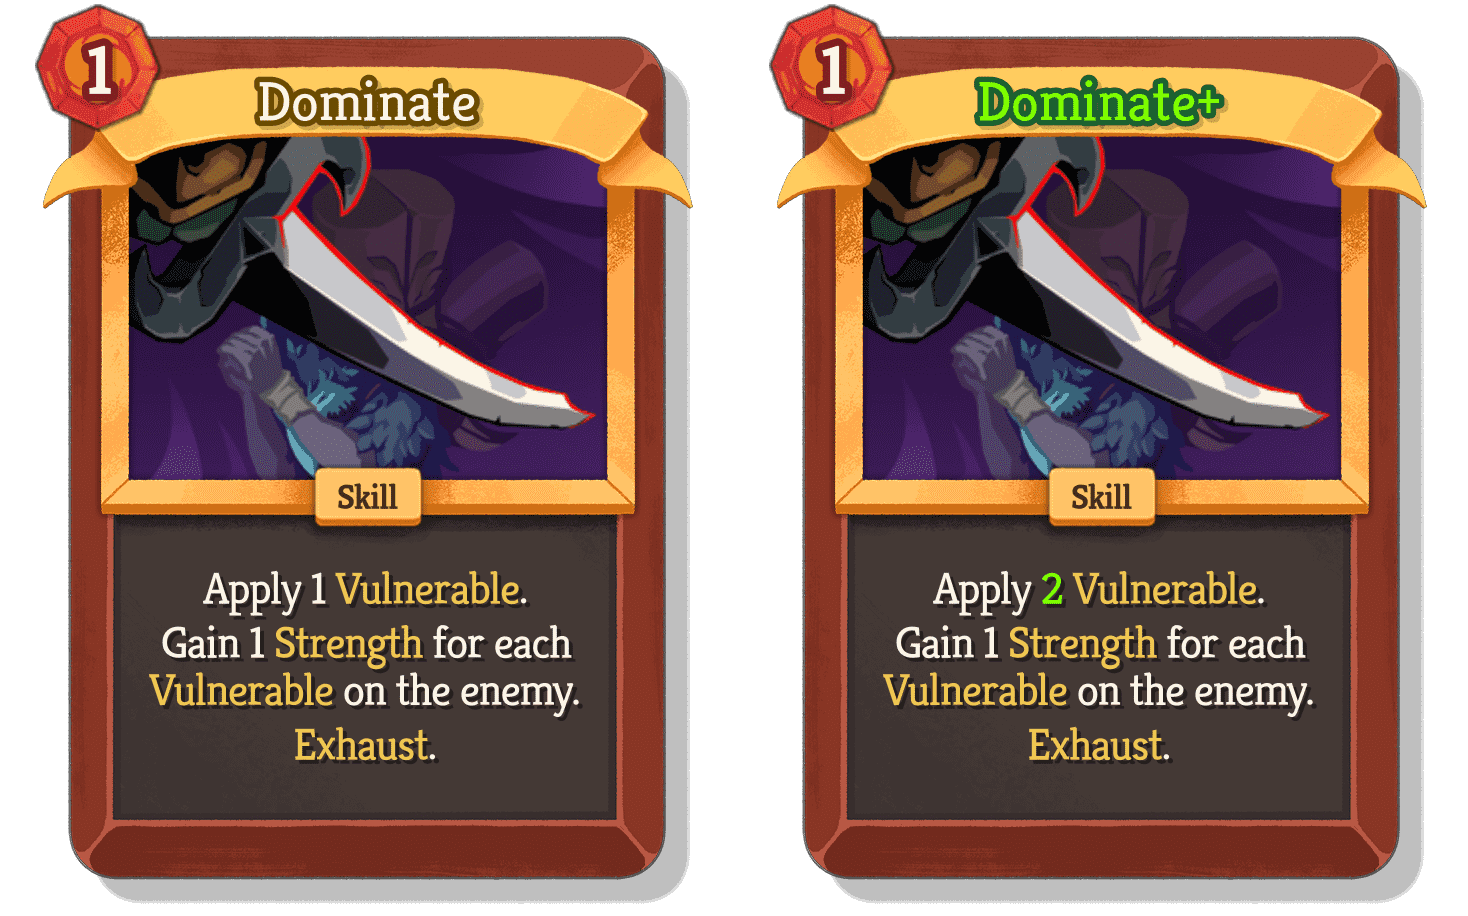 1
Dominate
Skill
Apply 1 Vulnerable.
Gain 1 Strength for each
Vulnerable on the enemy.
Exhaust.
1
Dominate+
Skill
Apply 2 Vulnerable.
Gain 1 Strength for each
Vulnerable on the enemy.
Exhaust.